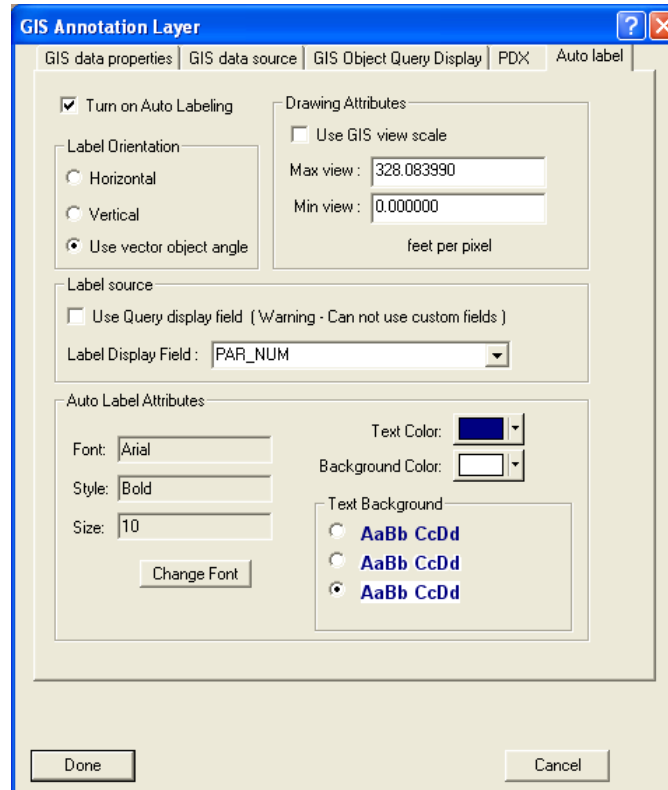 GIS Annotation Layer
GIS data properties
GIS data source
GIS Object Query Display
PDX
Auto label
Turn on Auto Labeling
Label Orientation
Horizontal
Vertical
Use vector object angle
Drawing Attributes
Use GIS view scale
Max view : 328.083990
Min view : 0.000000
feet per pixel
Label source
Use Query display field ( Warning - Can not use custom fields )
Label Display Field : PAR_NUM
Auto Label Attributes
Font: Arial
Style: Bold
Size: 10
Change Font
Text Color:
Background Color:
Text Background
AaBb CcDd
AaBb CcDd
AaBb CcDd
Done
Cancel